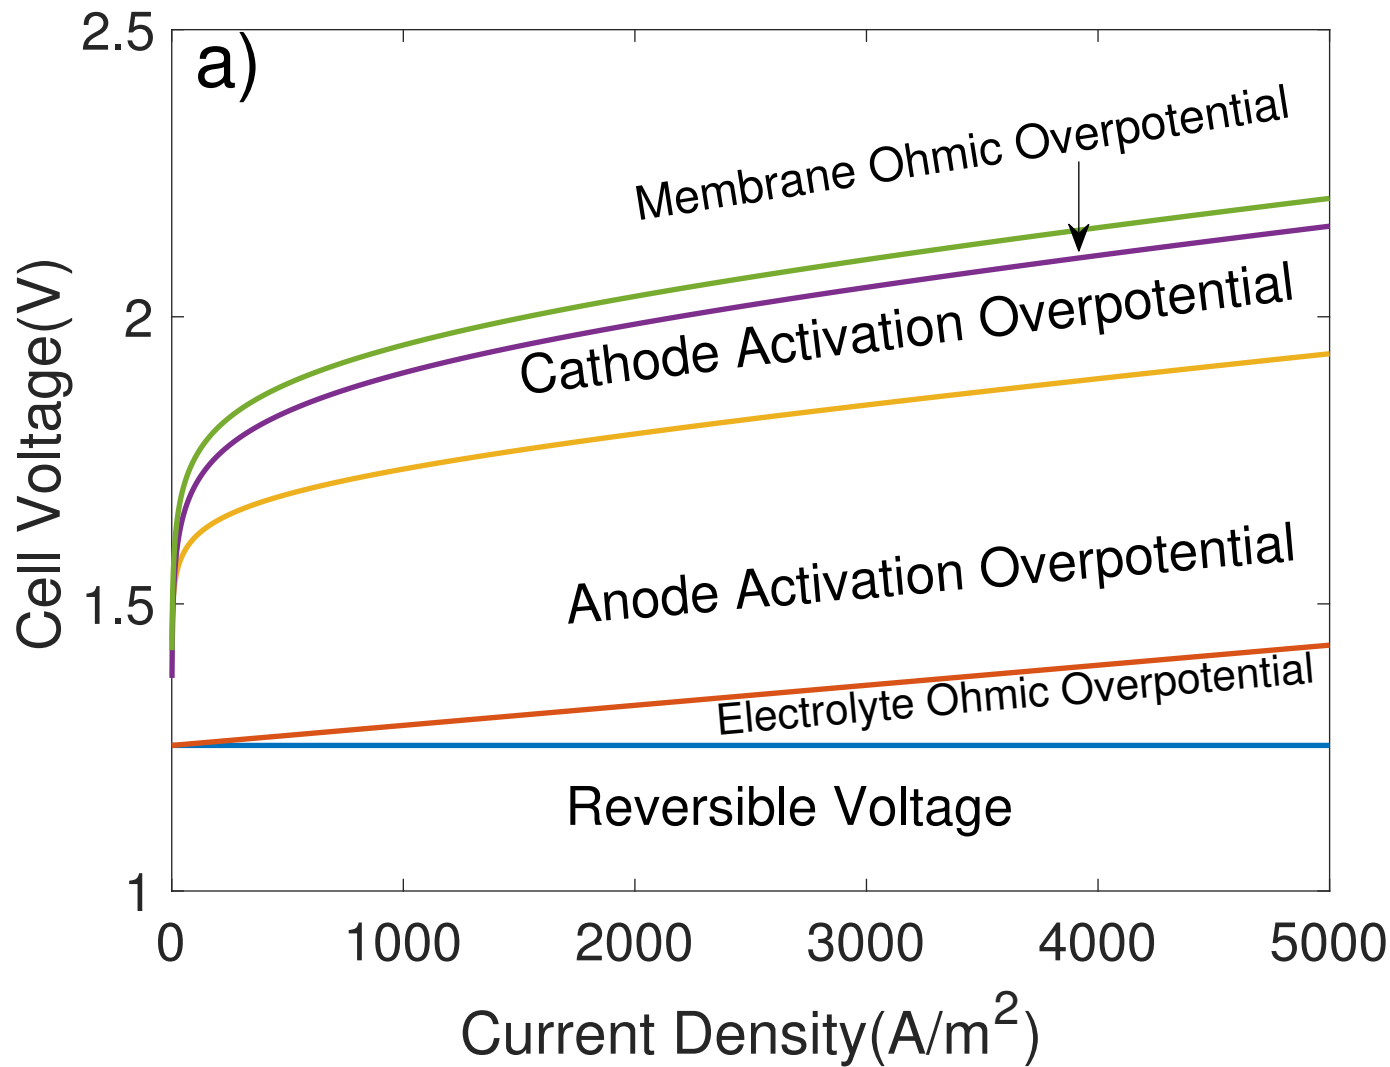 a)
2.5
2
1.5
1
Cell Voltage(V)
Membrane Ohmic Overpotential
Cathode Activation Overpotential
Anode Activation Overpotential
Electrolyte Ohmic Overpotential
Reversible Voltage
0 1000 2000 3000 4000 5000
Current Density(A/m²)